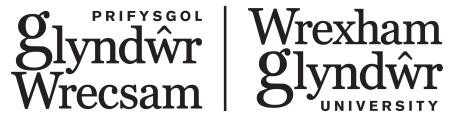 PRIFYSGOL
glyndŵr
Wrecsam
Wrexham
glyndŵr
UNIVERSITY